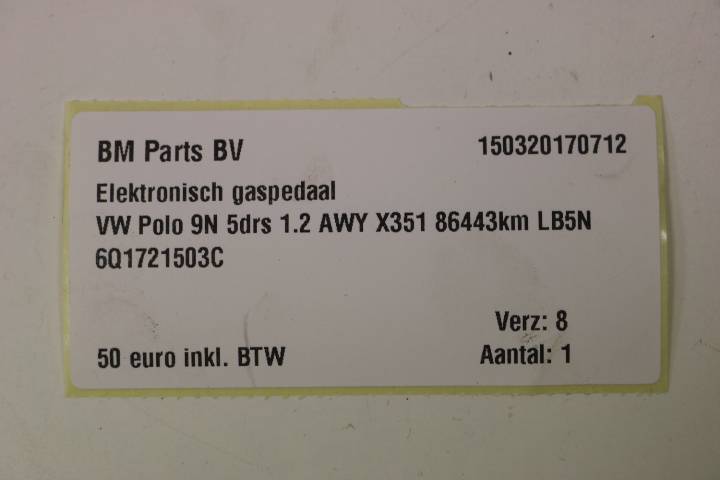 BM Parts BV 150320170712
Elektronisch gaspedaal
VW Polo 9N 5drs 1.2 AWY X351 86443km LB5N
6Q1721503C
Verz: 8
50 euro inkl. BTW Aantal: 1